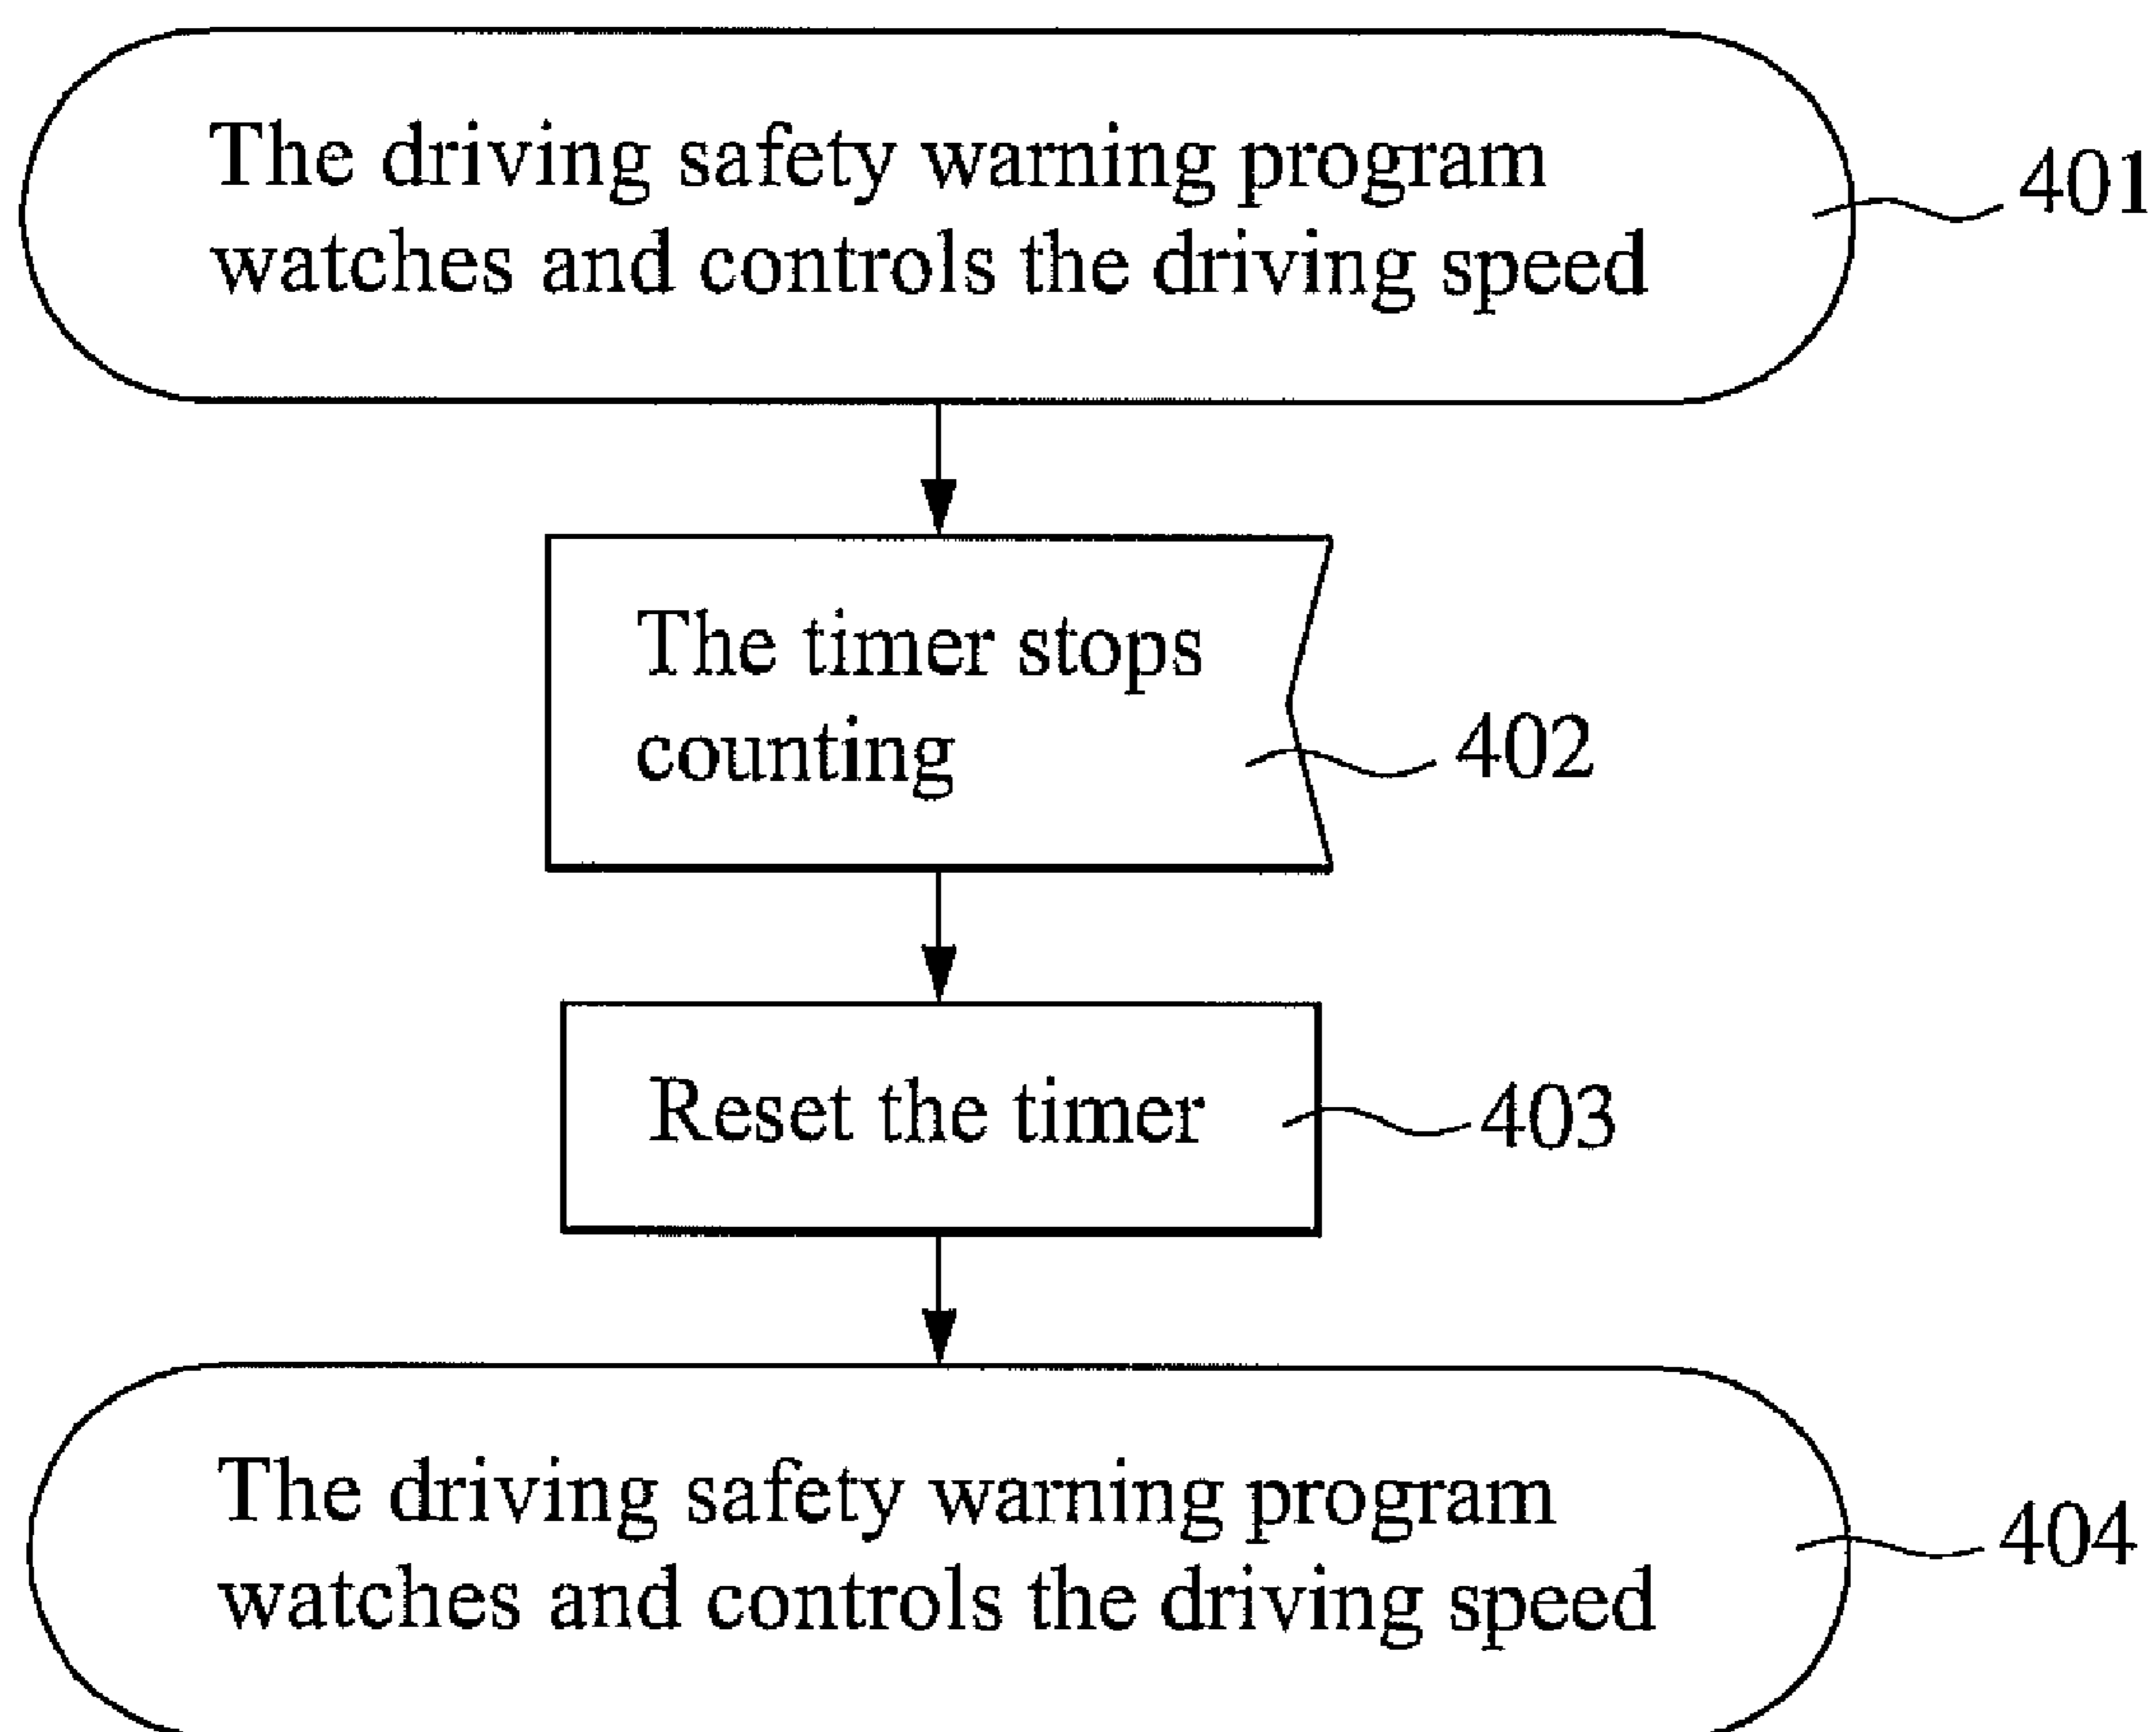 The driving safety warning program
watches and controls the driving speed
401
The timer stops
counting
402
Reset the timer
403
The driving safety warning program
watches and controls the driving speed
404